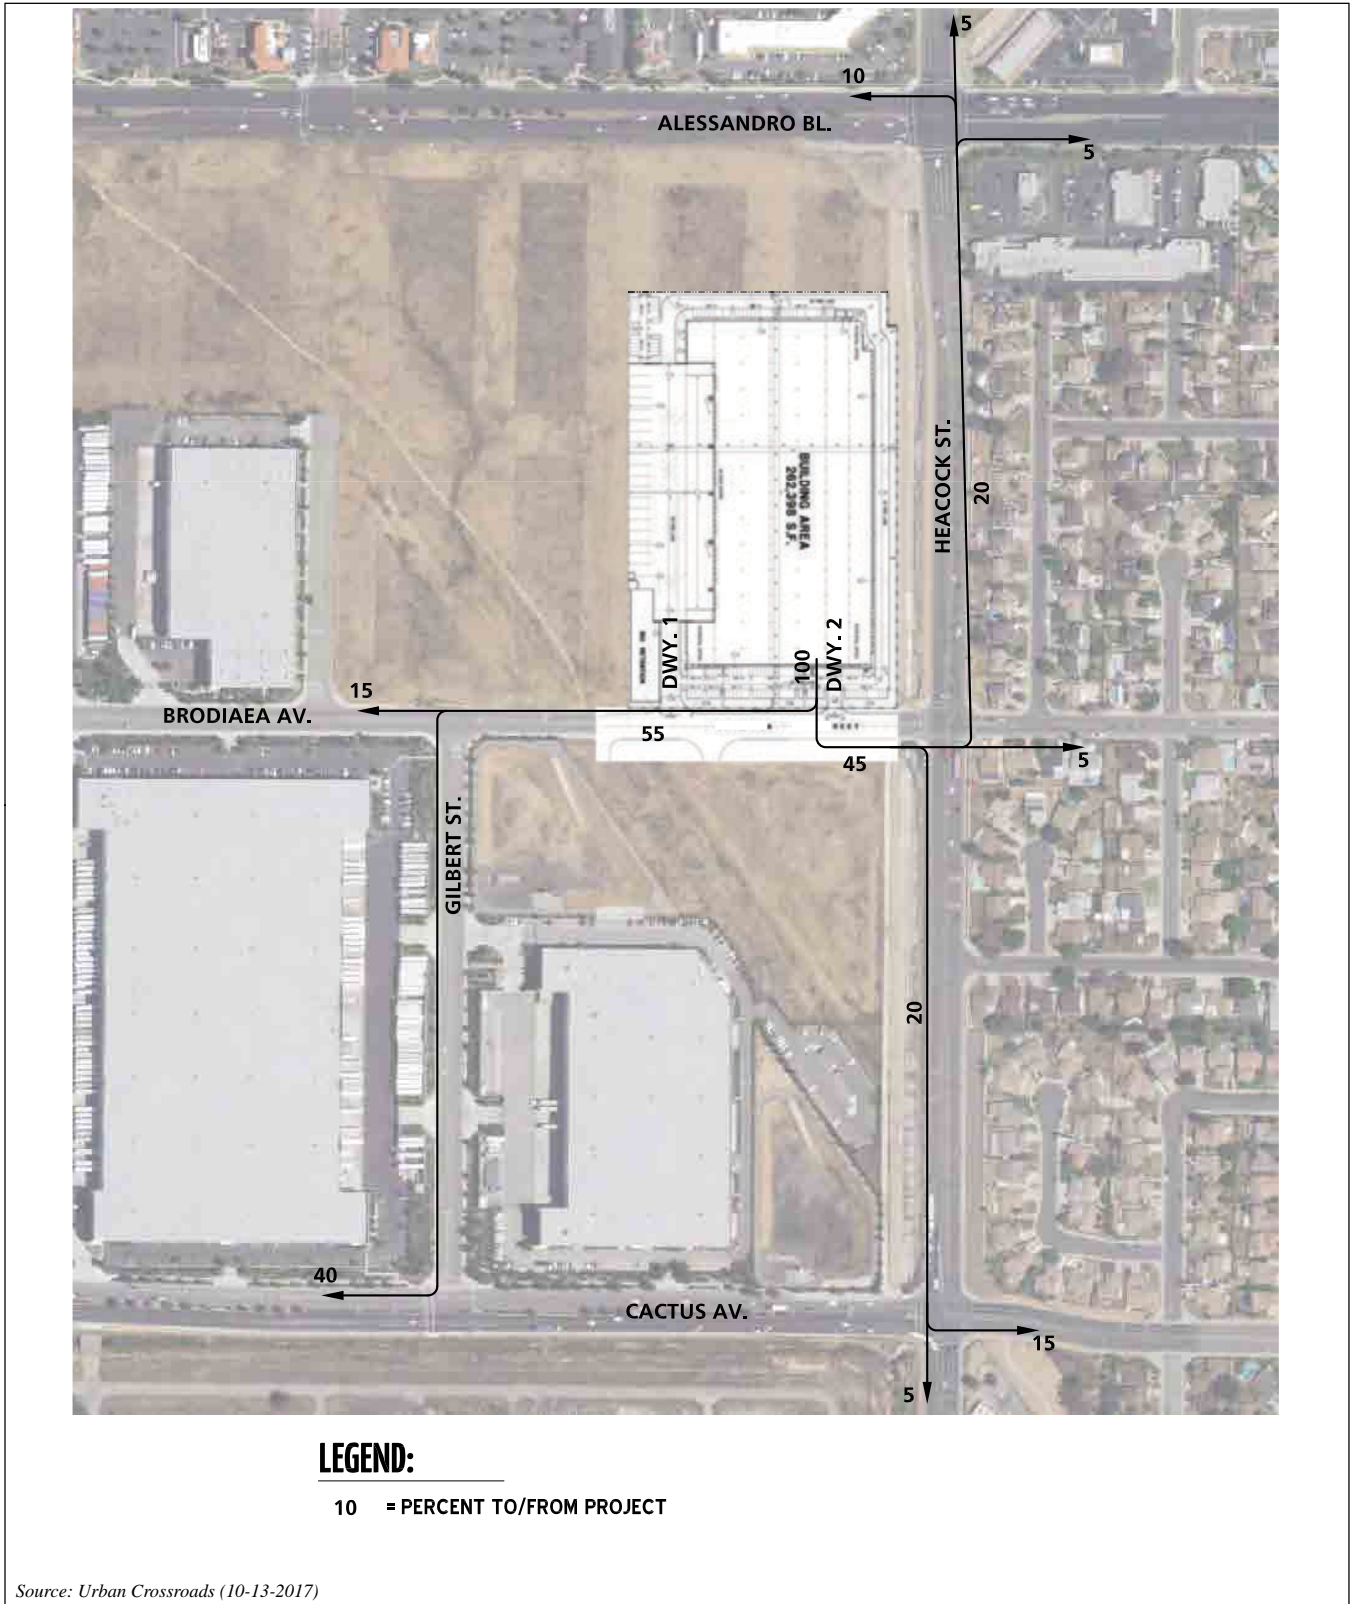 5
10
ALESSANDRO BL.
5
HEACOCK ST.
20
BUILDING AREA
262,398 S.F.
DWY. 1
100
DWY. 2
15
BRODIAEA AV.
55
45
5
GILBERT ST.
20
40
CACTUS AV.
15
5
LEGEND:
10 = PERCENT TO/FROM PROJECT
Source: Urban Crossroads (10-13-2017)